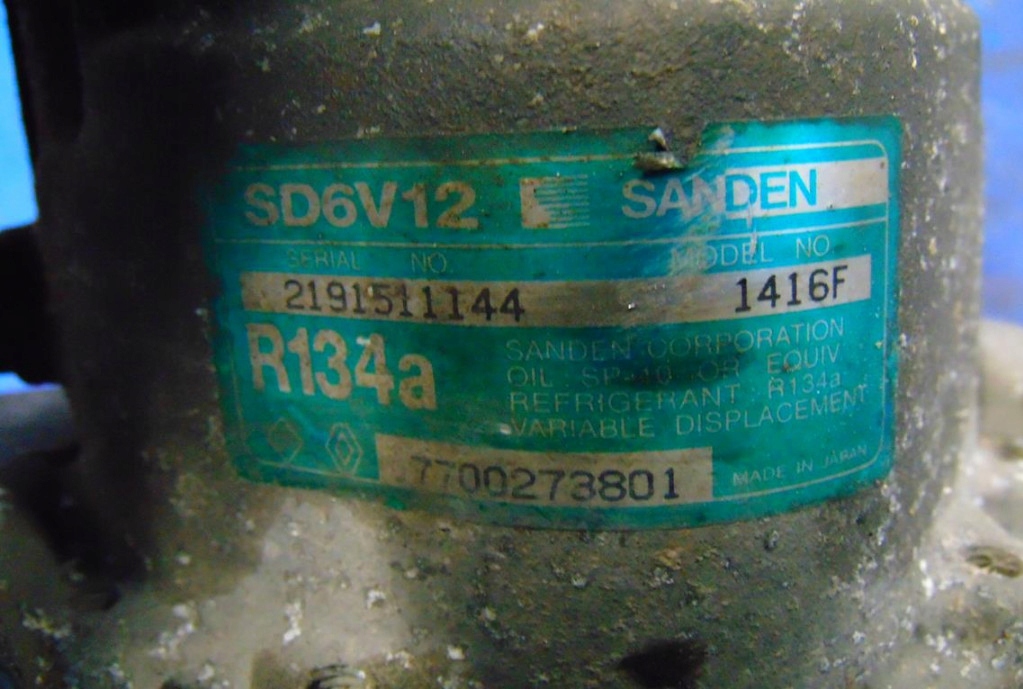 SD6V12 SANDEN
SERIAL NO. MODEL NO.
2191511144 1416F
R134a
SANDEN CORPORATION
OIL : SP-10 OR EQUIV
REFRIGERANT : R134a
VARIABLE DISPLACEMENT
7700273801
MADE IN JAPAN